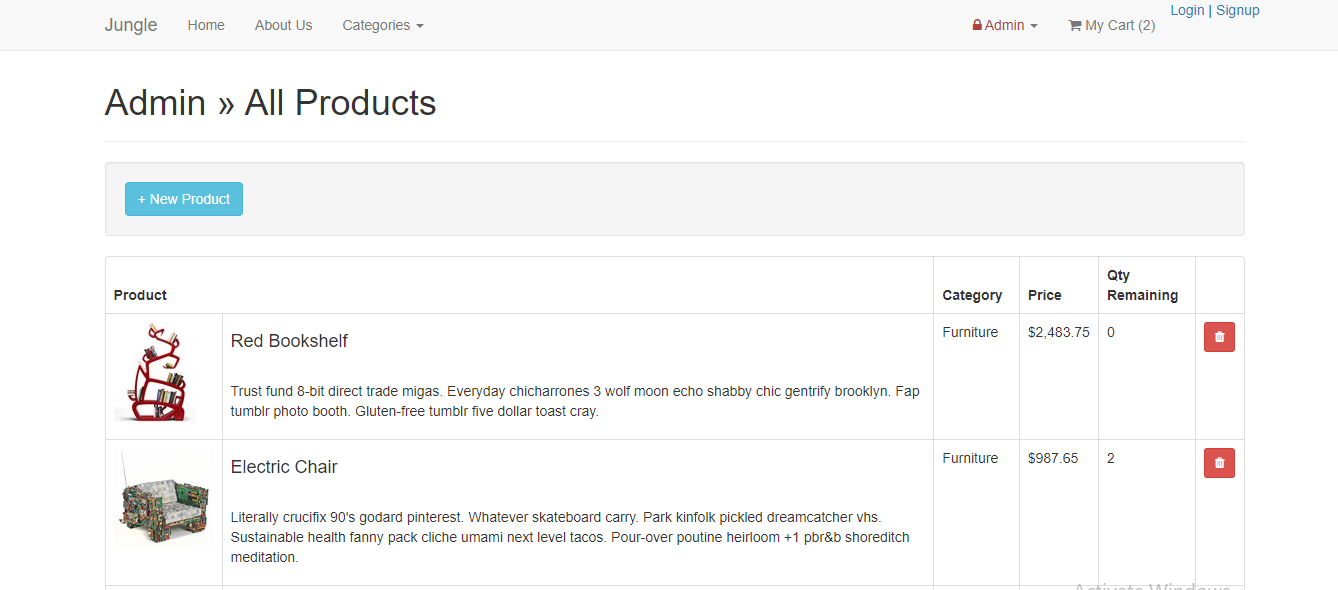 Jungle Home About Us Categories Admin My Cart (2) Login | Signup
Admin » All Products
+ New Product
Product Category Price Qty Remaining
Red Bookshelf Furniture $2,483.75 0
Trust fund 8-bit direct trade migas. Everyday chicharrones 3 wolf moon echo shabby chic gentrify brooklyn. Fap
tumblr photo booth. Gluten-free tumblr five dollar toast cray.
Electric Chair Furniture $987.65 2
Literally crucifix 90's godard pinterest. Whatever skateboard carry. Park kinfolk pickled dreamcatcher vhs.
Sustainable health fanny pack cliche umami next level tacos. Pour-over poutine heirloom +1 pbr&b shoreditch
meditation.
Activate Windows